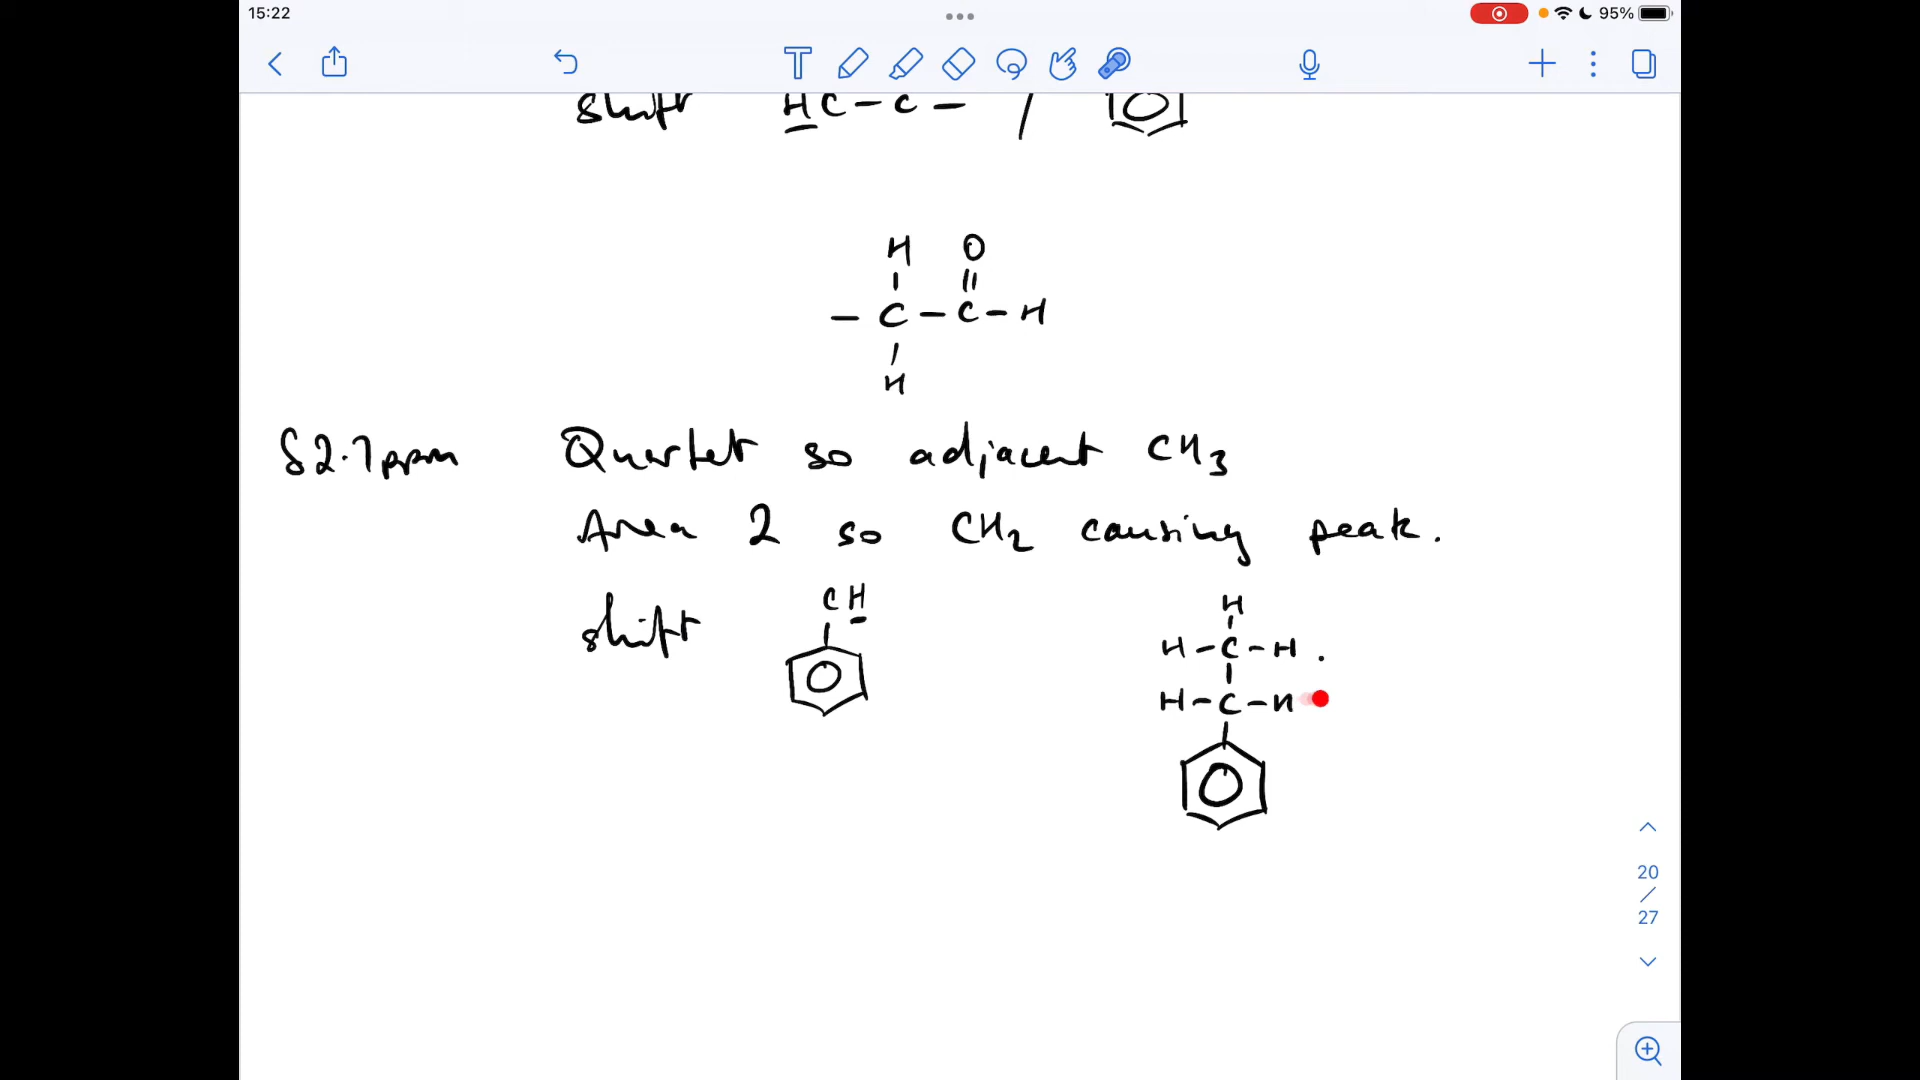 15:22
95%
T
shift HC - C - /
H O
- C - C - H
H
δ2.7ppm Quartet so adjacent CH3
Area 2 so CH2 causing peak.
shift CH
H
H - C - H .
H - C - H
20
/
27